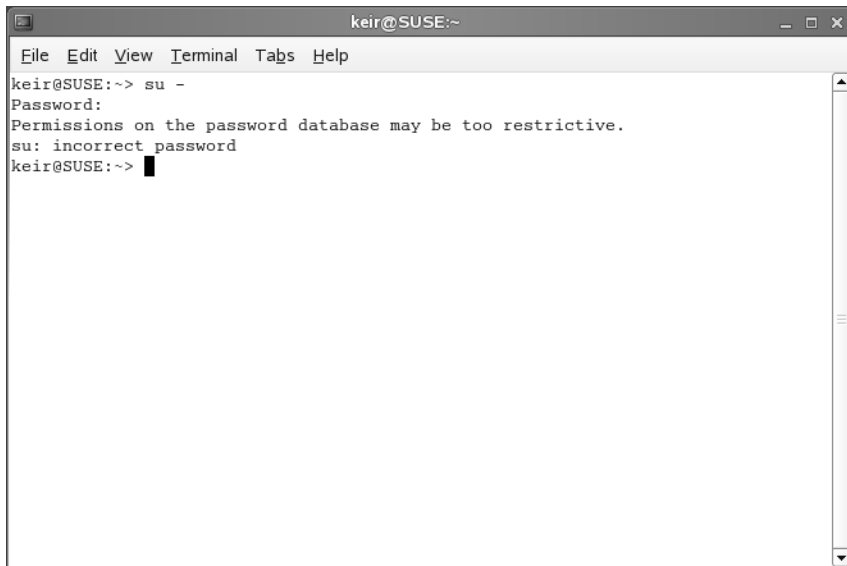 keir@SUSE:~
File Edit View Terminal Tabs Help
keir@SUSE:~> su -
Password:
Permissions on the password database may be too restrictive.
su: incorrect password
keir@SUSE:~>